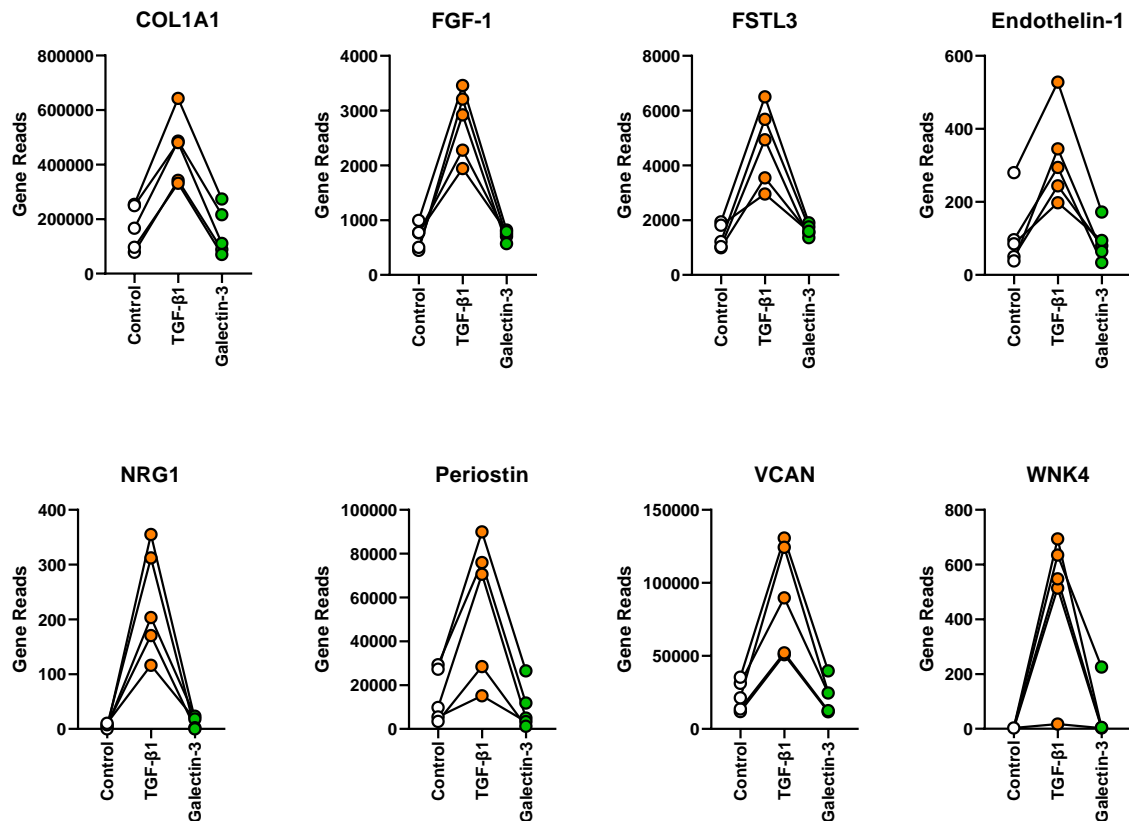 COL1A1
Gene Reads
800000
600000
400000
200000
0
Control
TGF-β1
Galectin-3
FGF-1
Gene Reads
4000
3000
2000
1000
0
Control
TGF-β1
Galectin-3
FSTL3
Gene Reads
8000
6000
4000
2000
0
Control
TGF-β1
Galectin-3
Endothelin-1
Gene Reads
600
400
200
0
Control
TGF-β1
Galectin-3
NRG1
Gene Reads
400
300
200
100
0
Control
TGF-β1
Galectin-3
Periostin
Gene Reads
100000
80000
60000
40000
20000
0
Control
TGF-β1
Galectin-3
VCAN
Gene Reads
150000
100000
50000
0
Control
TGF-β1
Galectin-3
WNK4
Gene Reads
800
600
400
200
0
Control
TGF-β1
Galectin-3